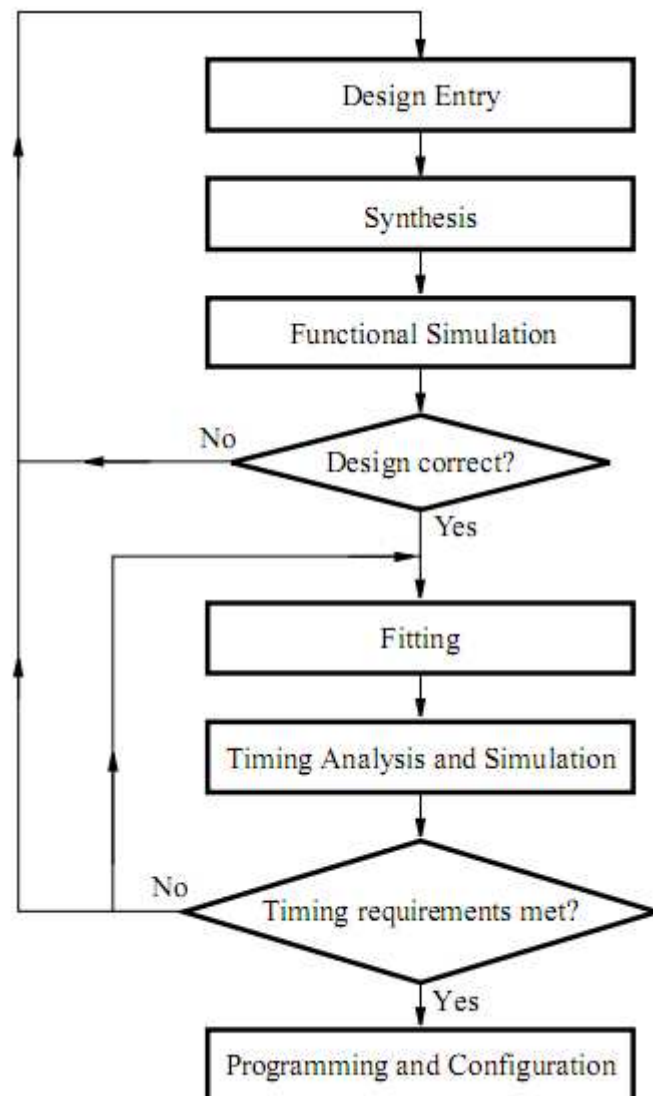 Design Entry
Synthesis
Functional Simulation
No
Design correct?
Yes
Fitting
Timing Analysis and Simulation
No
Timing requirements met?
Yes
Programming and Configuration